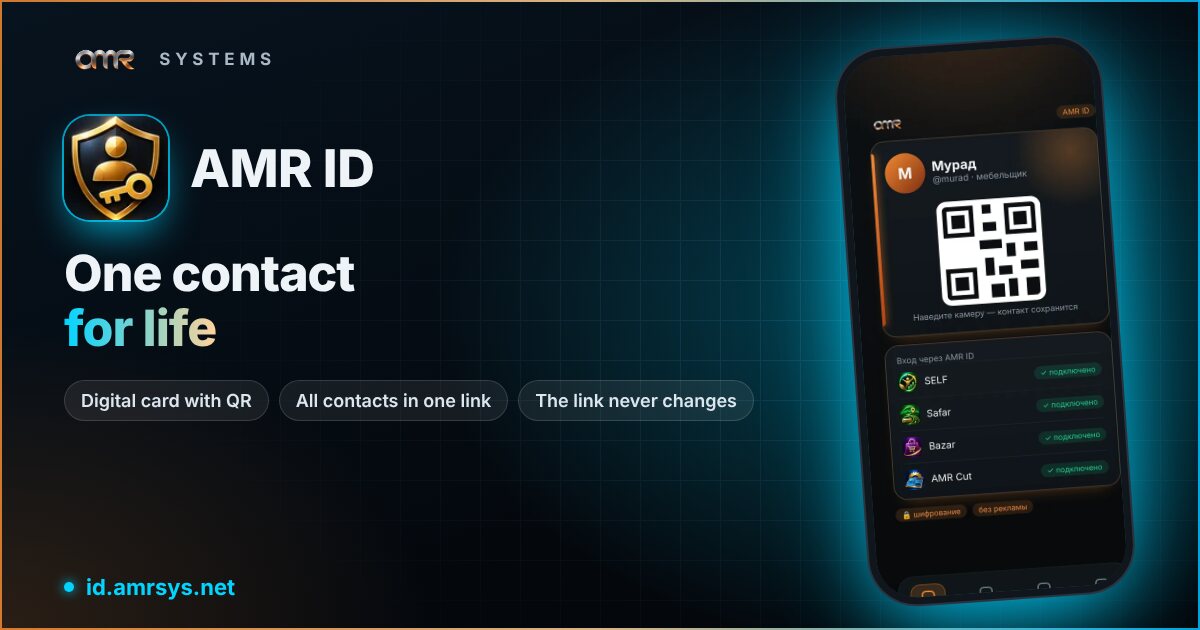 amr SYSTEMS
AMR ID
One contact
for life
Digital card with QR
All contacts in one link
The link never changes
id.amrsys.net
amr
AMR ID
М
Мурад
@murad · мебельщик
Наведите камеру — контакт сохранится
Вход через AMR ID
SELF
✓ подключено
Safar
✓ подключено
Bazar
✓ подключено
AMR Cut
✓ подключено
шифрование
без рекламы